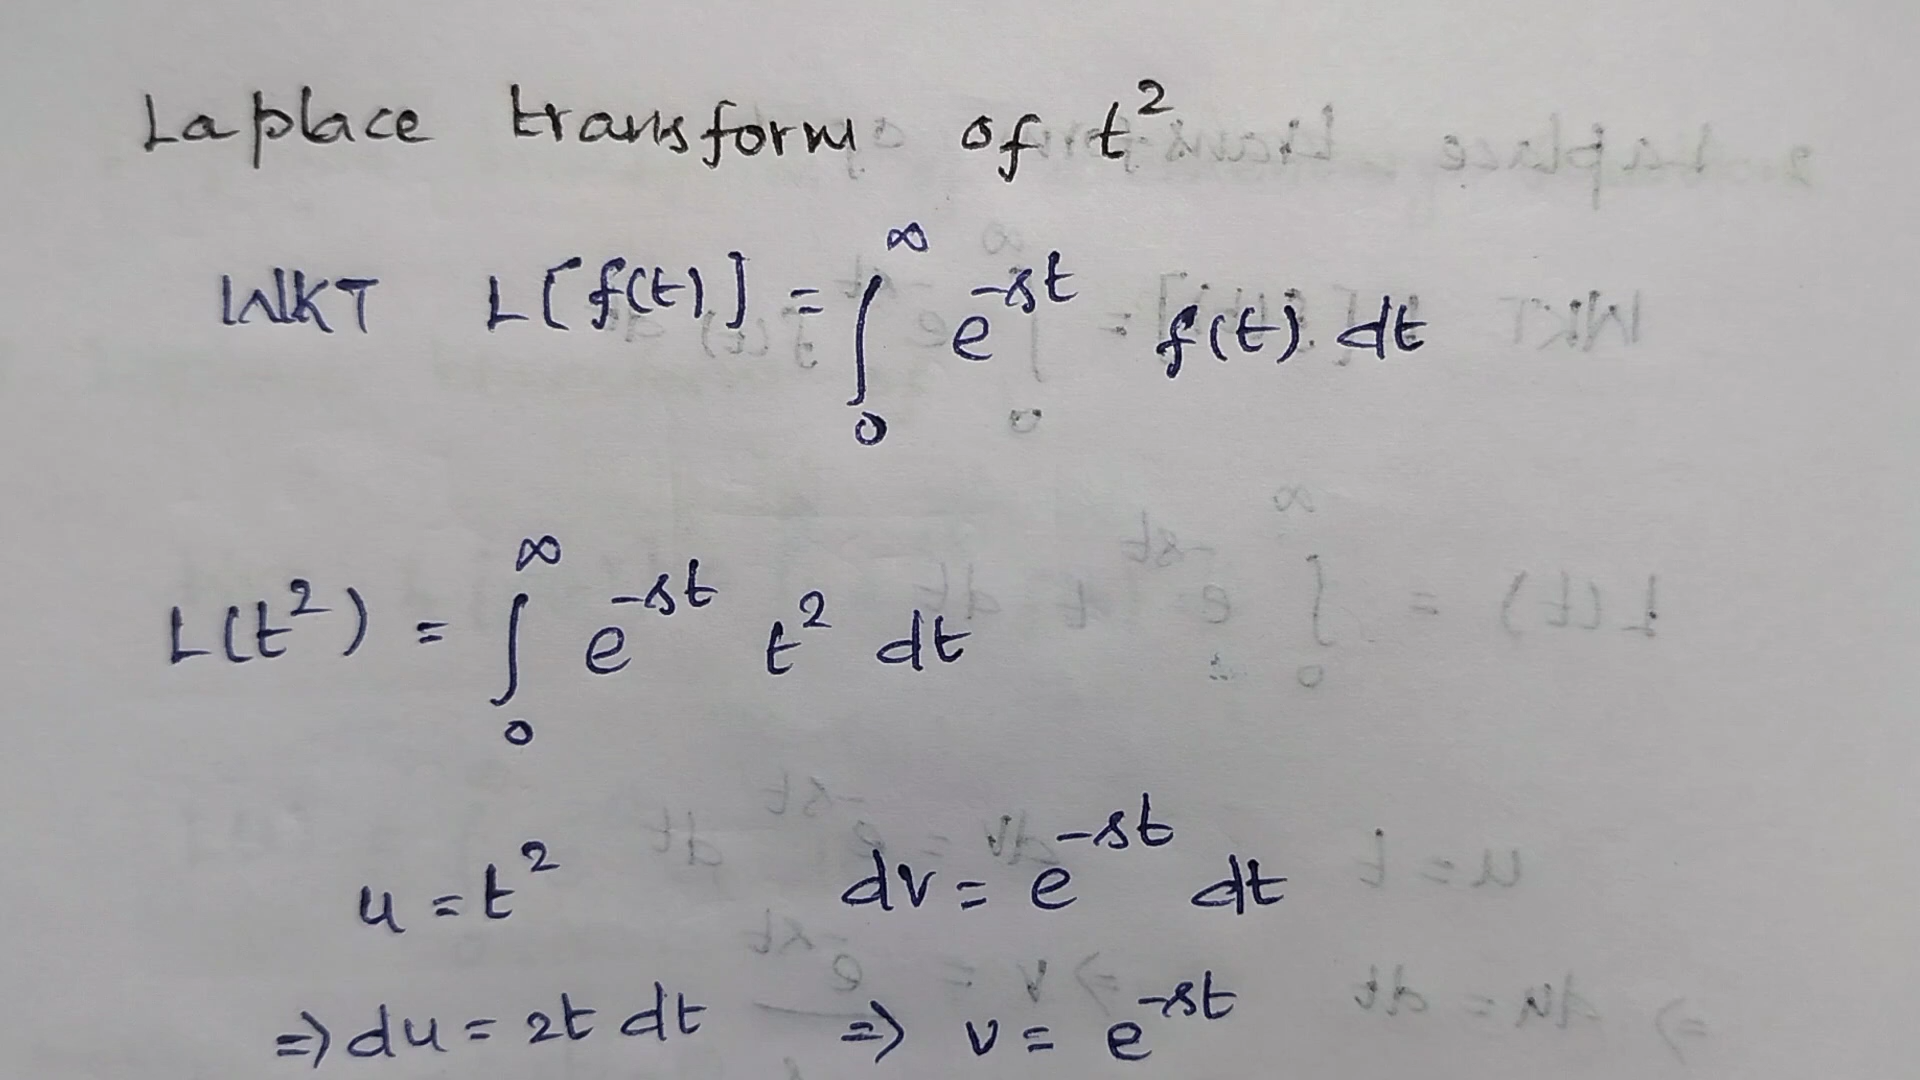 Laplace transform of t²
WKT L[f(t)] = ∫₀^∞ e^-st f(t) dt
L(t²) = ∫₀^∞ e^-st t² dt
u = t² dv = e^-st dt
⇒ du = 2t dt ⇒ v = e^-st